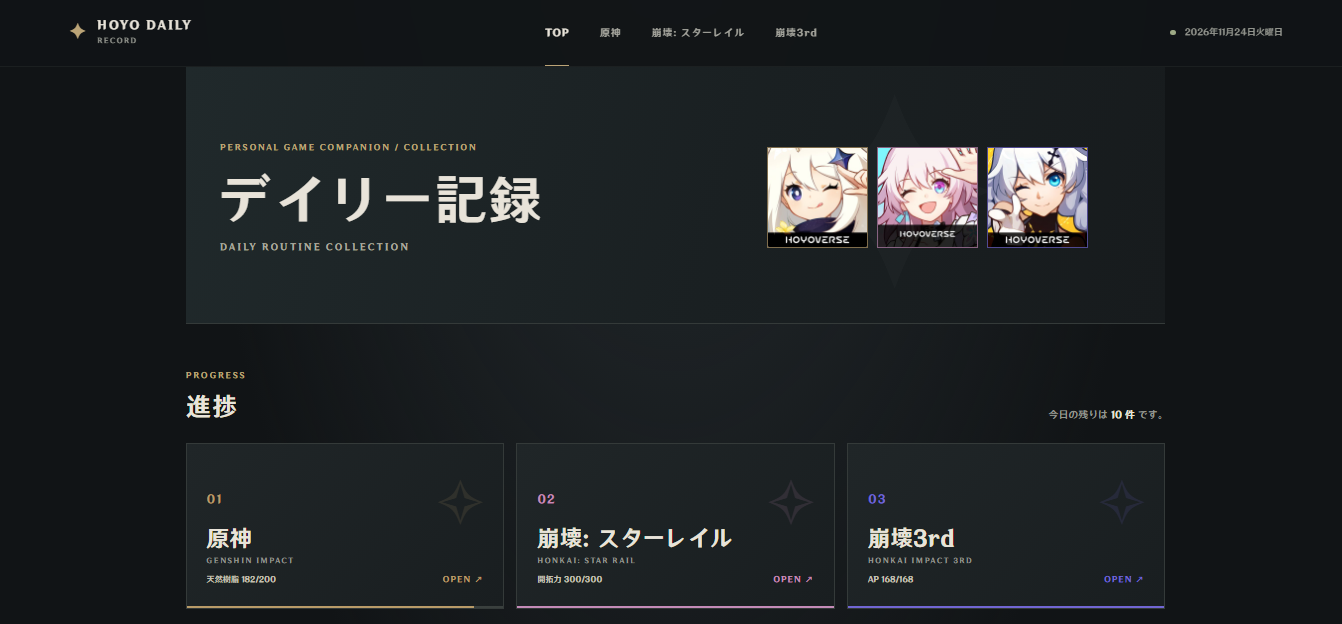 HOYO DAILY
RECORD
TOP
原神
崩壊: スターレイル
崩壊3rd
2026年11月24日火曜日
PERSONAL GAME COMPANION / COLLECTION
デイリー記録
DAILY ROUTINE COLLECTION
HOYOVERSE
HOYOVERSE
HOYOVERSE
PROGRESS
進捗
今日の残りは 10 件 です。
01
原神
GENSHIN IMPACT
天然樹脂 182/200
OPEN ↗
02
崩壊: スターレイル
HONKAI: STAR RAIL
開拓力 300/300
OPEN ↗
03
崩壊3rd
HONKAI IMPACT 3RD
AP 168/168
OPEN ↗